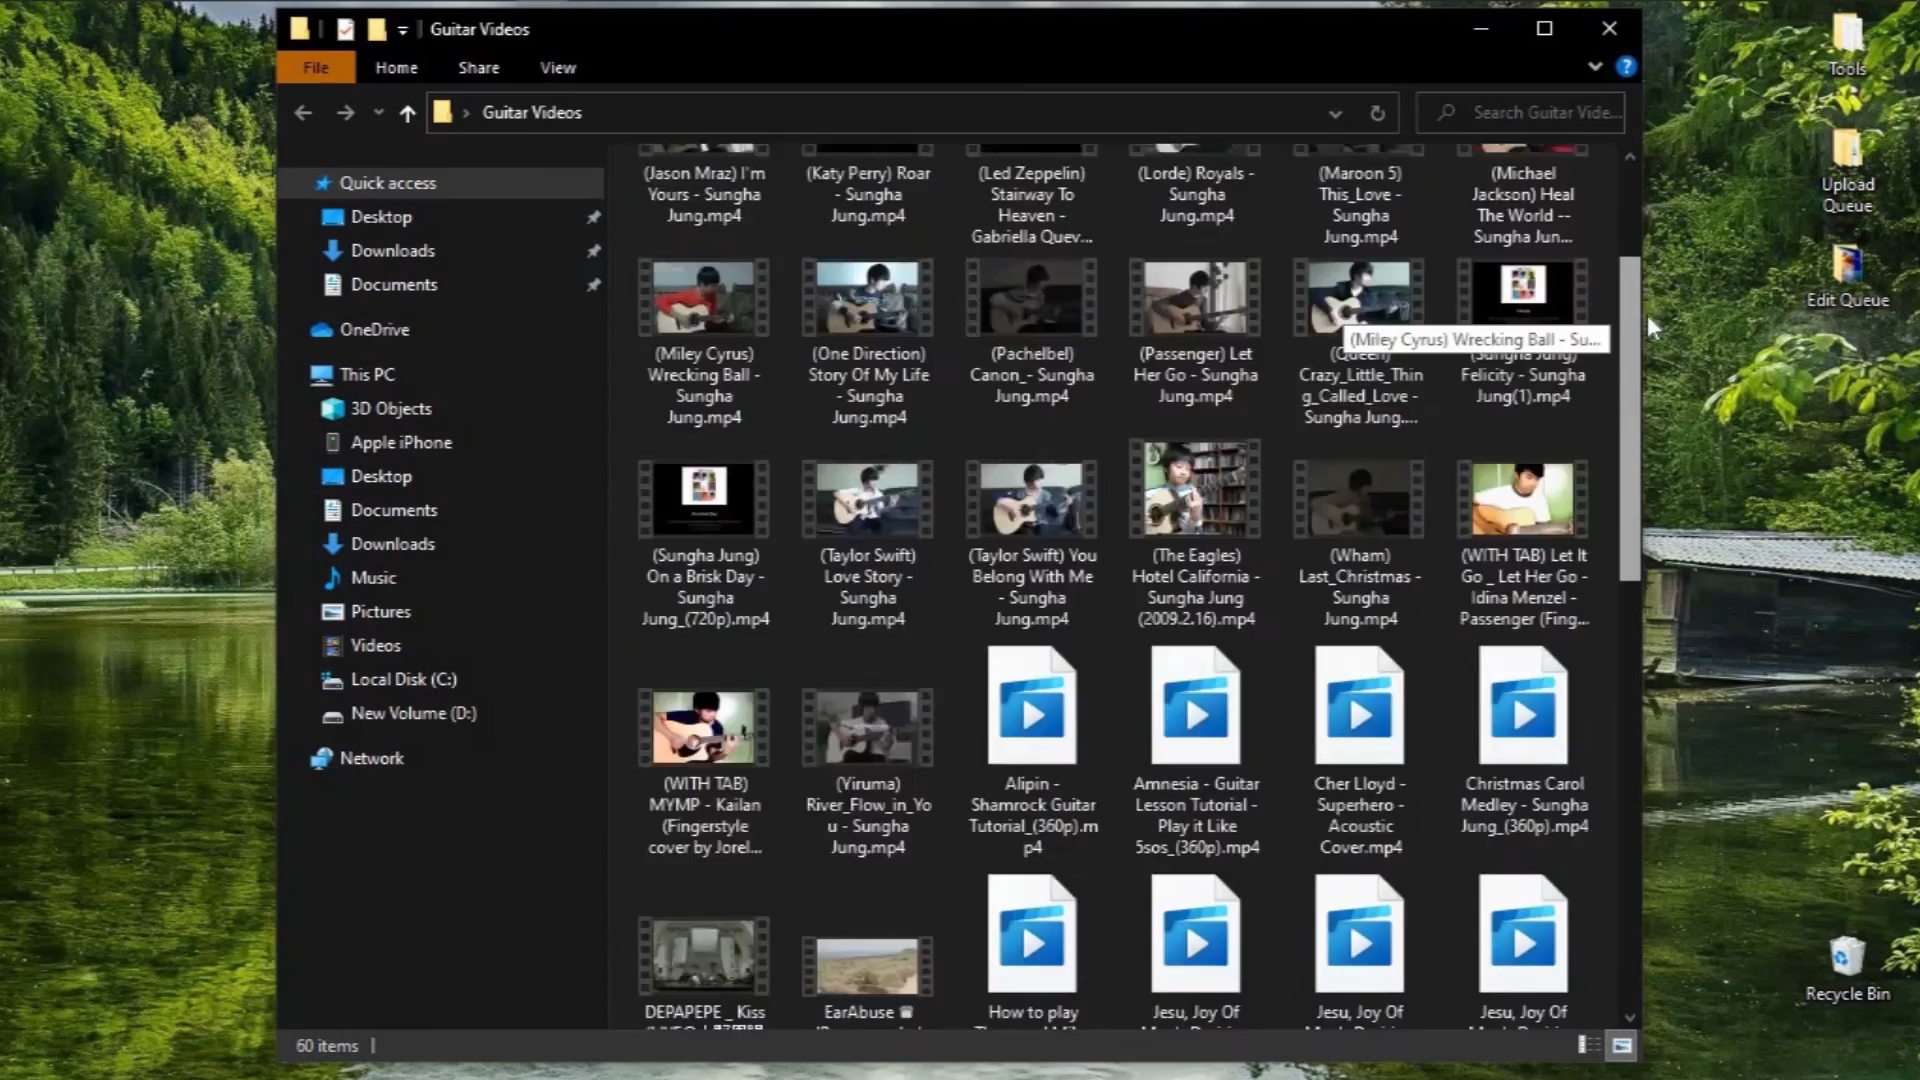 Guitar Videos
File
Home
Share
View
Guitar Videos
Search Guitar Vide...
Tools
Upload
Queue
Edit Queue
Recycle Bin
Quick access
Desktop
Downloads
Documents
OneDrive
This PC
3D Objects
Apple iPhone
Desktop
Documents
Downloads
Music
Pictures
Videos
Local Disk (C:)
New Volume (D:)
Network
(Jason Mraz) I'm
Yours - Sungha
Jung.mp4
(Katy Perry) Roar
- Sungha
Jung.mp4
(Led Zeppelin)
Stairway To
Heaven -
Gabriella Quev...
(Lorde) Royals -
Sungha
Jung.mp4
(Maroon 5)
This_Love -
Sungha
Jung.mp4
(Michael
Jackson) Heal
The World --
Sungha Jun...
(Miley Cyrus)
Wrecking Ball -
Sungha
Jung.mp4
(One Direction)
Story Of My Life
- Sungha
Jung.mp4
(Pachelbel)
Canon_- Sungha
Jung.mp4
(Passenger) Let
Her Go - Sungha
Jung.mp4
(Miley Cyrus) Wrecking Ball - Su...
(Queen)
Crazy_Little_Thin
g_Called_Love -
Sungha Jung....
(Sungha Jung)
Felicity - Sungha
Jung(1).mp4
(Sungha Jung)
On a Brisk Day -
Sungha
Jung_(720p).mp4
(Taylor Swift)
Love Story -
Sungha
Jung.mp4
(Taylor Swift) You
Belong With Me
- Sungha
Jung.mp4
(The Eagles)
Hotel California -
Sungha Jung
(2009.2.16).mp4
(Wham)
Last_Christmas -
Sungha
Jung.mp4
(WITH TAB) Let It
Go _ Let Her Go -
Idina Menzel -
Passenger (Fing...
(WITH TAB)
MYMP - Kailan
(Fingerstyle
cover by Jorel...
(Yiruma)
River_Flow_in_Yo
u - Sungha
Jung.mp4
Alipin -
Shamrock Guitar
Tutorial_(360p).m
p4
Amnesia - Guitar
Lesson Tutorial -
Play it Like
5sos_(360p).mp4
Cher Lloyd -
Superhero -
Acoustic
Cover.mp4
Christmas Carol
Medley - Sungha
Jung_(360p).mp4
DEPAPEPE _ Kiss
EarAbuse
How to play
Jesu, Joy Of
Jesu, Joy Of
Jesu, Joy Of
60 items